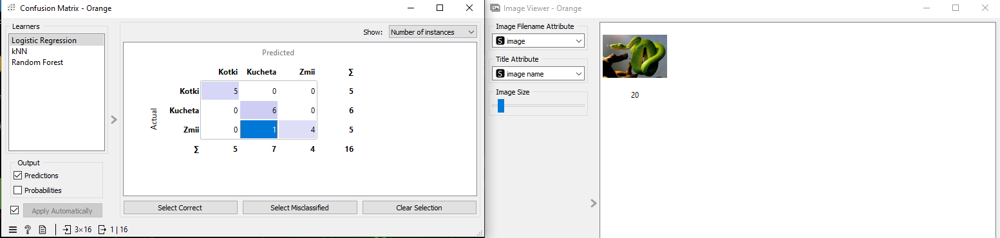 Confusion Matrix - Orange
Learners
Logistic Regression
kNN
Random Forest
Output
Predictions
Probabilities
Apply Automatically
Show: Number of instances
Predicted
Kotki Kucheta Zmii ∑
Actual
Kotki 5 0 0 5
Kucheta 0 6 0 6
Zmii 0 1 4 5
∑ 5 7 4 16
Select Correct Select Misclassified Clear Selection
? 3×16 1 | 16
Image Viewer - Orange
Image Filename Attribute
S image
Title Attribute
S image name
Image Size
20